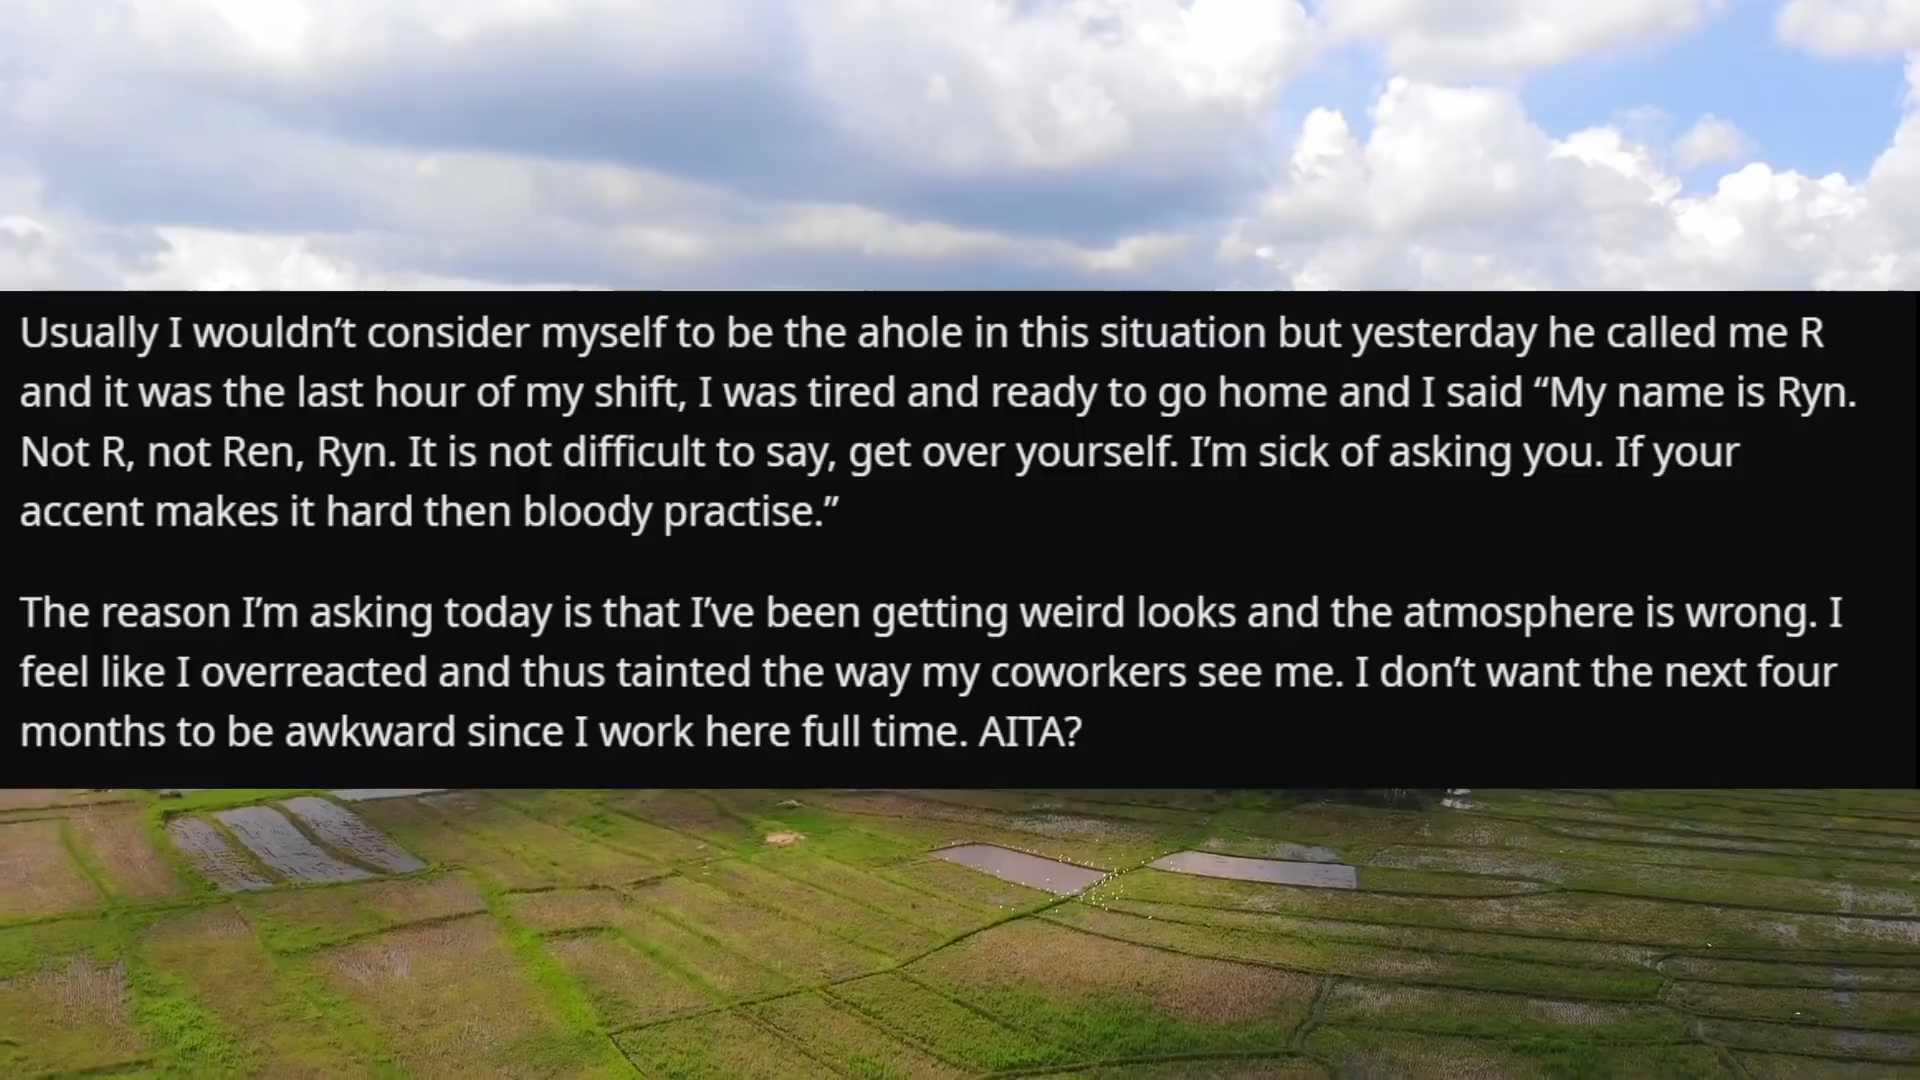 Usually I wouldn’t consider myself to be the ahole in this situation but yesterday he called me R
and it was the last hour of my shift, I was tired and ready to go home and I said “My name is Ryn.
Not R, not Ren, Ryn. It is not difficult to say, get over yourself. I’m sick of asking you. If your
accent makes it hard then bloody practise.”
The reason I’m asking today is that I’ve been getting weird looks and the atmosphere is wrong. I
feel like I overreacted and thus tainted the way my coworkers see me. I don’t want the next four
months to be awkward since I work here full time. AITA?